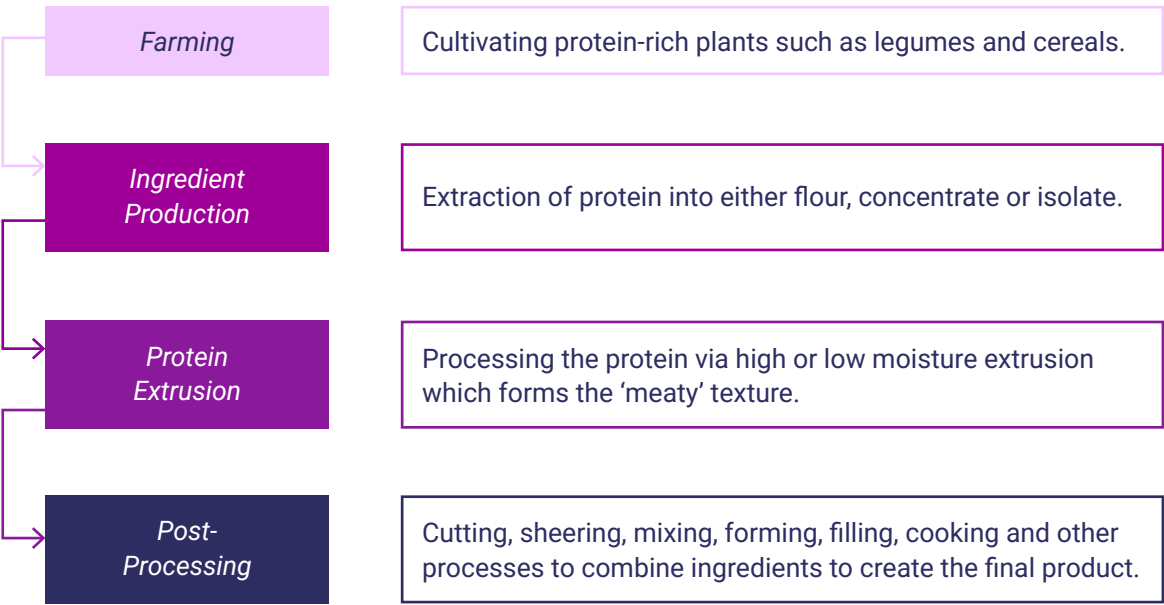 Farming
Cultivating protein-rich plants such as legumes and cereals.
Ingredient
Production
Extraction of protein into either flour, concentrate or isolate.
Protein
Extrusion
Processing the protein via high or low moisture extrusion
which forms the ‘meaty’ texture.
Post-
Processing
Cutting, sheering, mixing, forming, filling, cooking and other
processes to combine ingredients to create the final product.